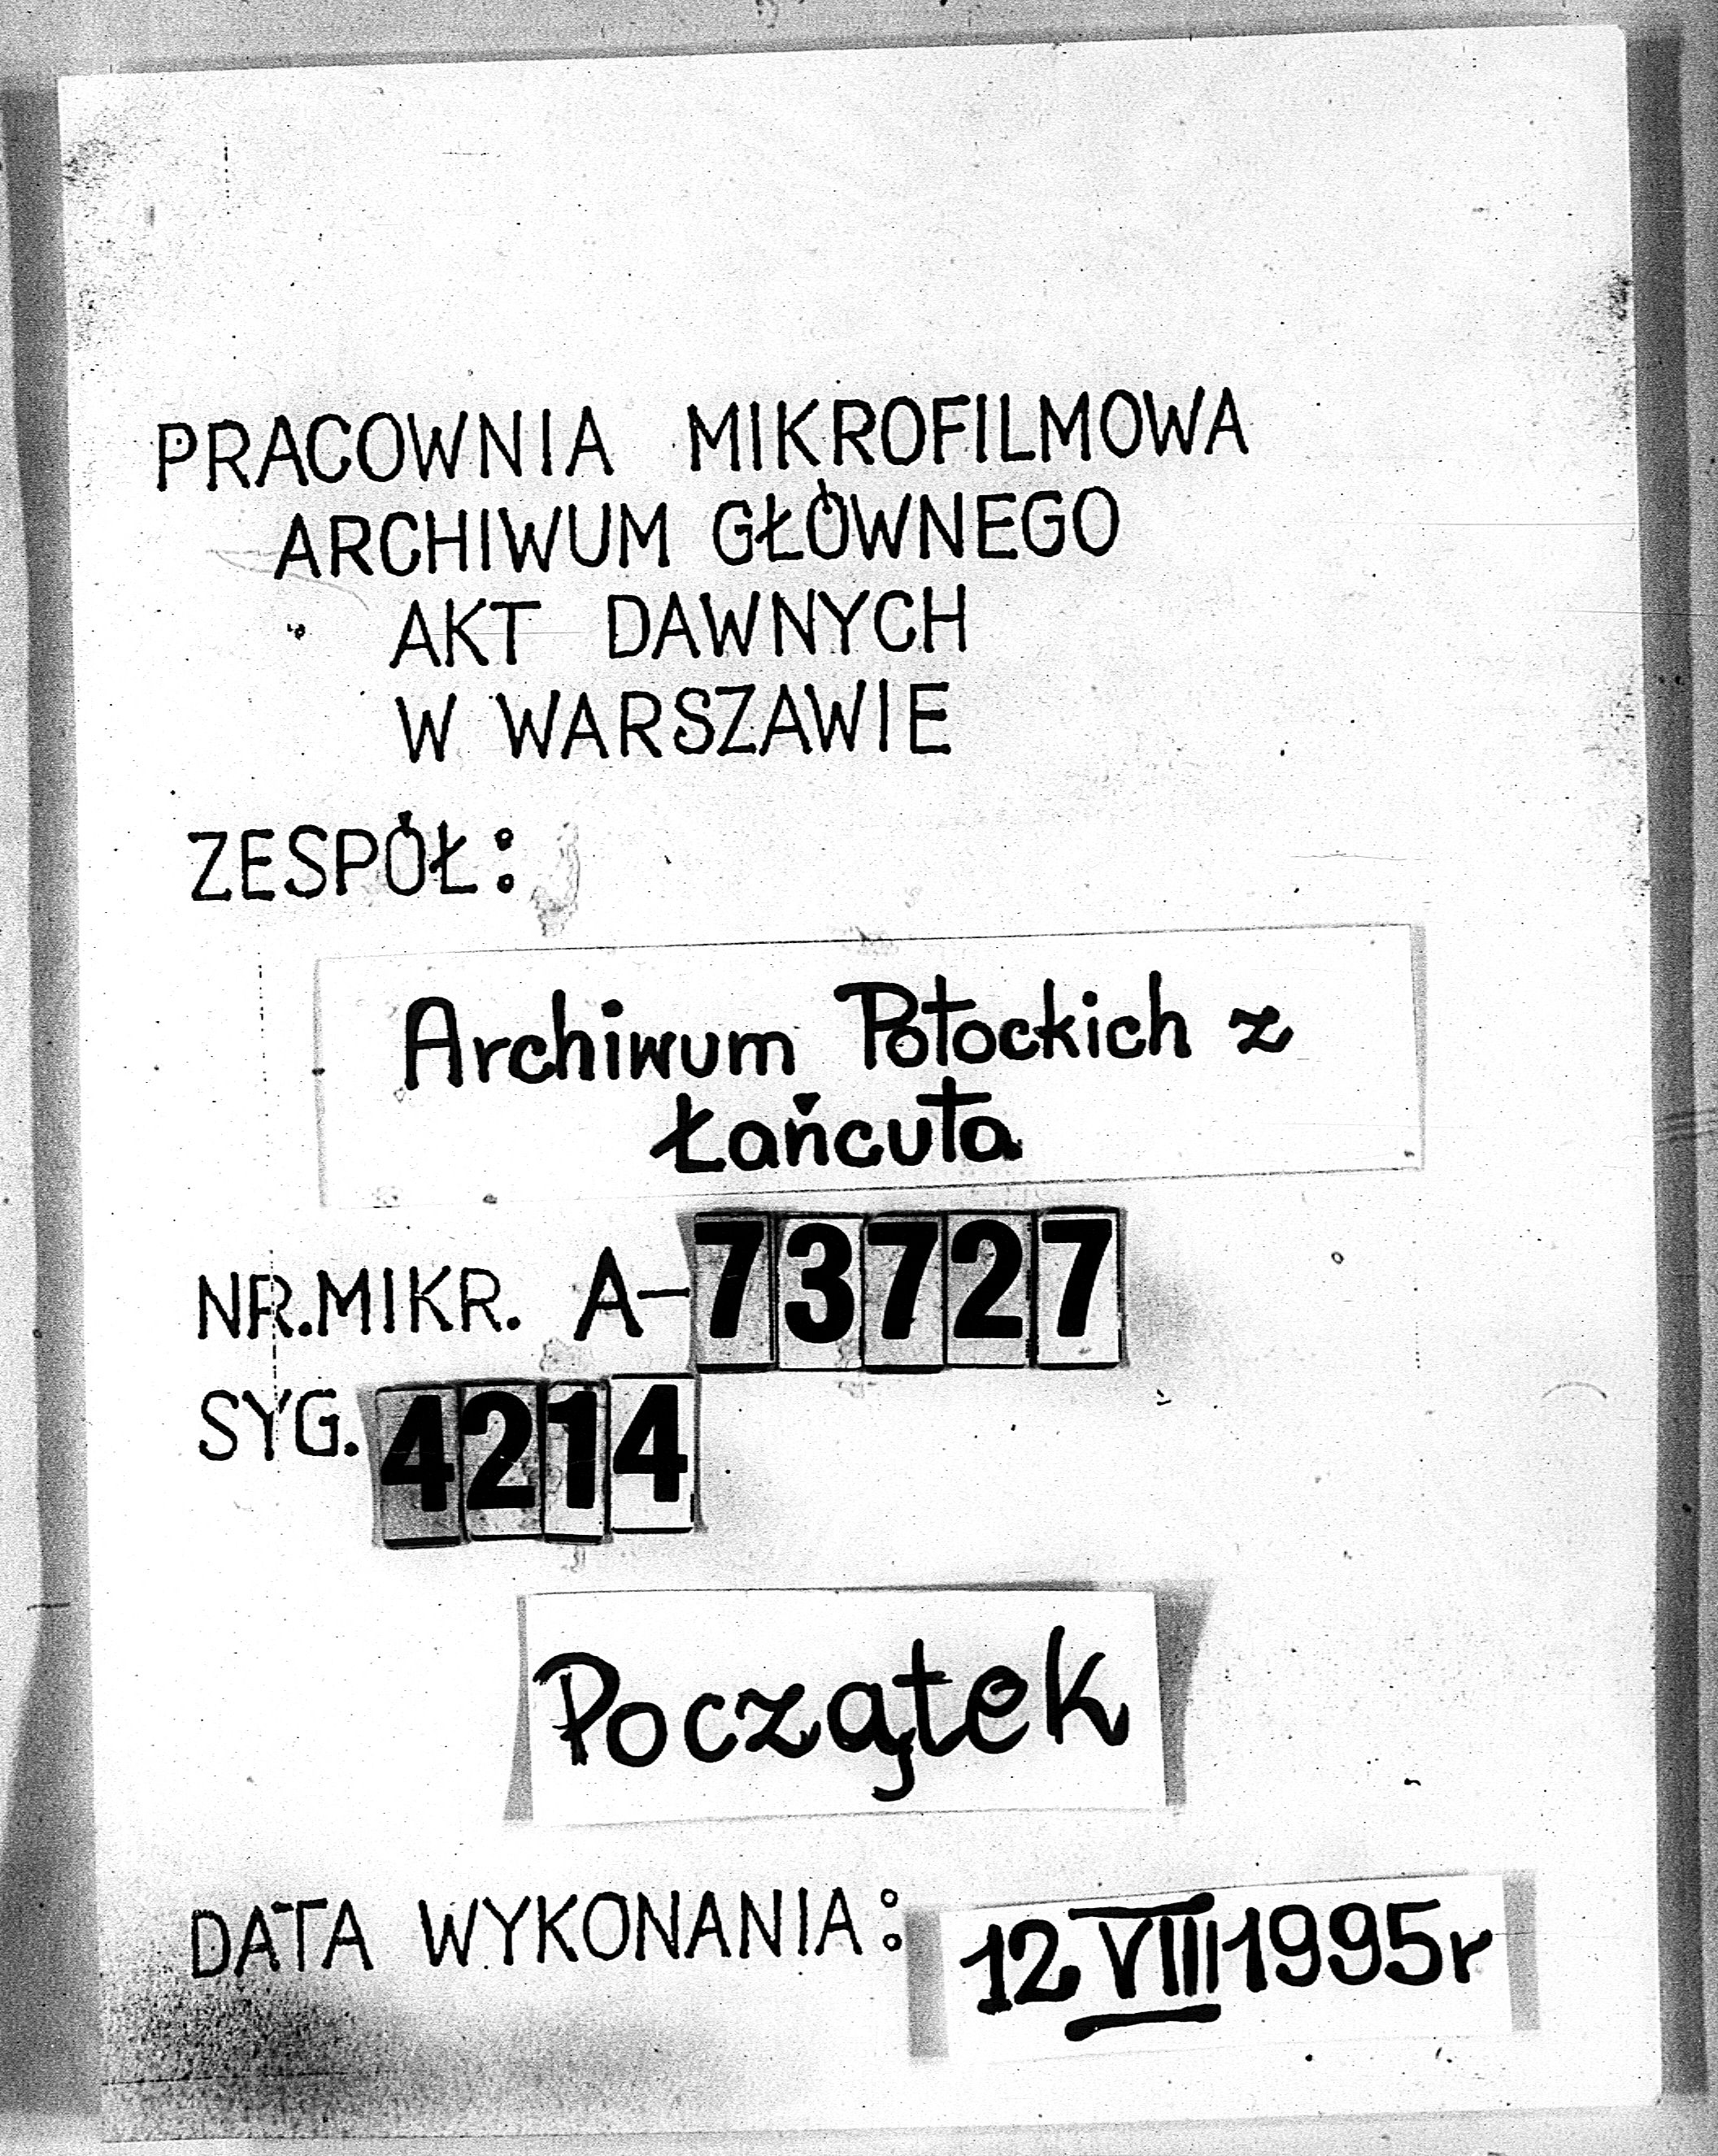 PRACOWNIA MIKROFILMOWA
ARCHIWUM GŁÓWNEGO
AKT DAWNYCH
W WARSZAWIE
ZESPÓŁ:
Archiwum Potockich z
Łańcuta
NR.MIKR. A-73727
SYG. 4214
Początek
DATA WYKONANIA: 12 VIII 1995r